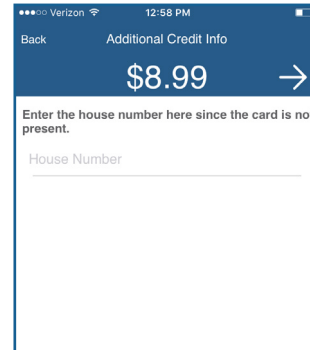 Verizon 12:58 PM
Back Additional Credit Info
$8.99
Enter the house number here since the card is no
present.
House Number